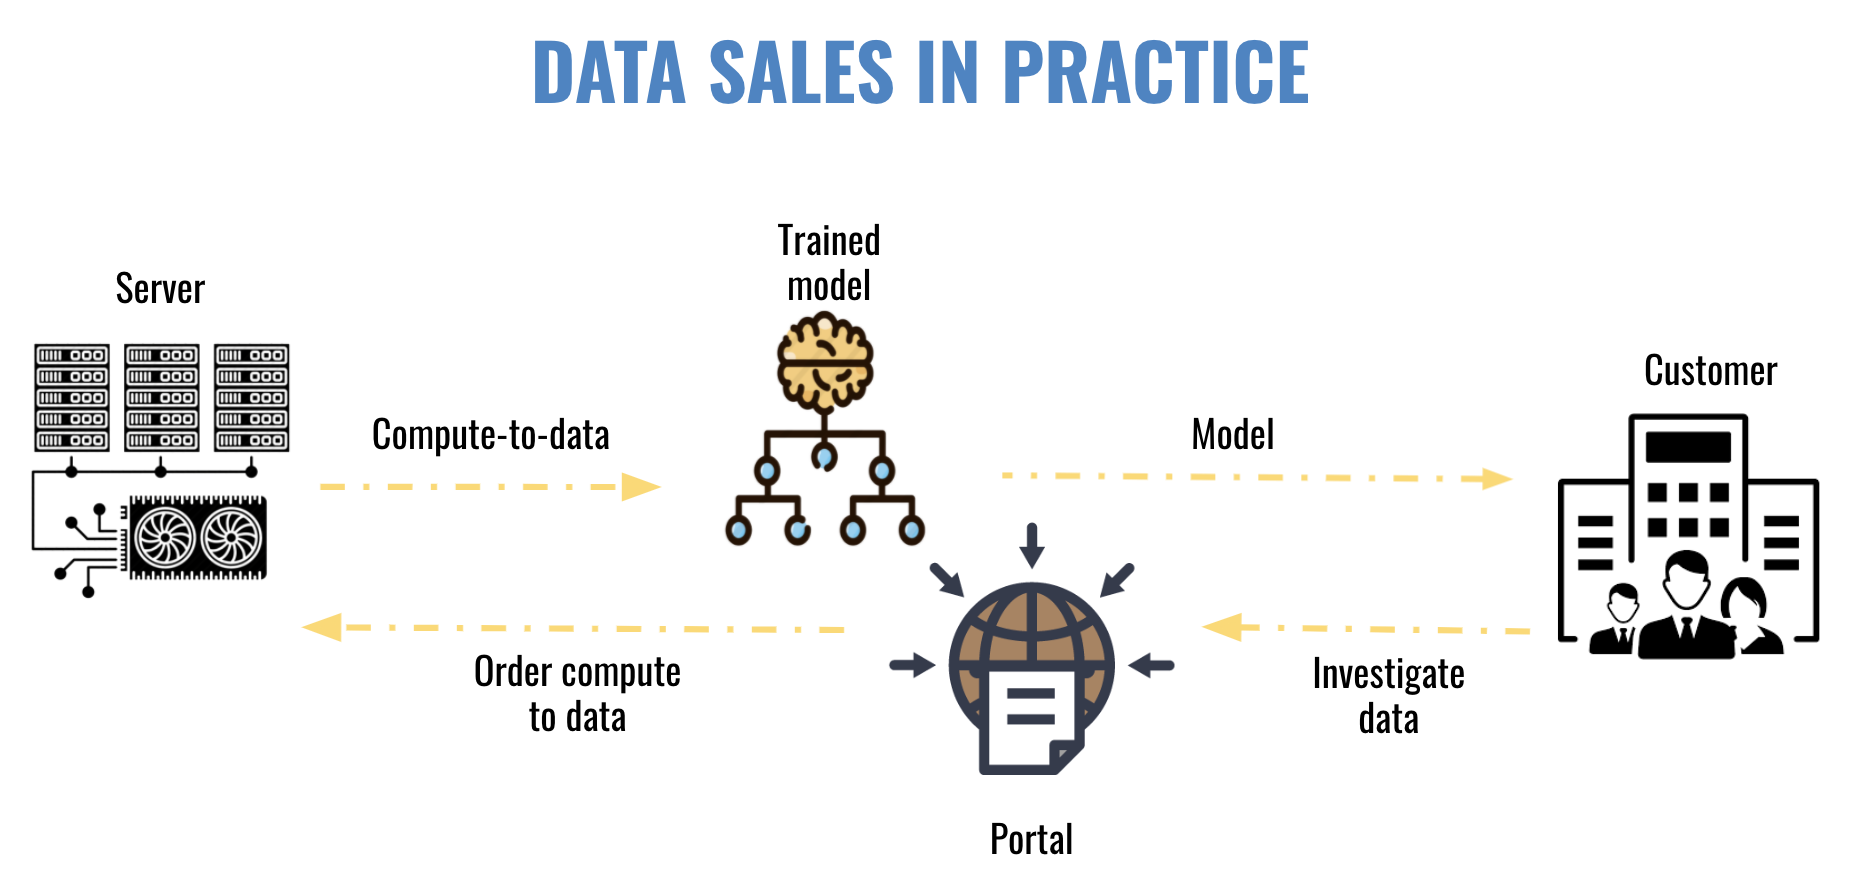 DATA SALES IN PRACTICE
Trained
model
Server
Customer
Compute-to-data
Model
Order compute
to data
Investigate
data
Portal